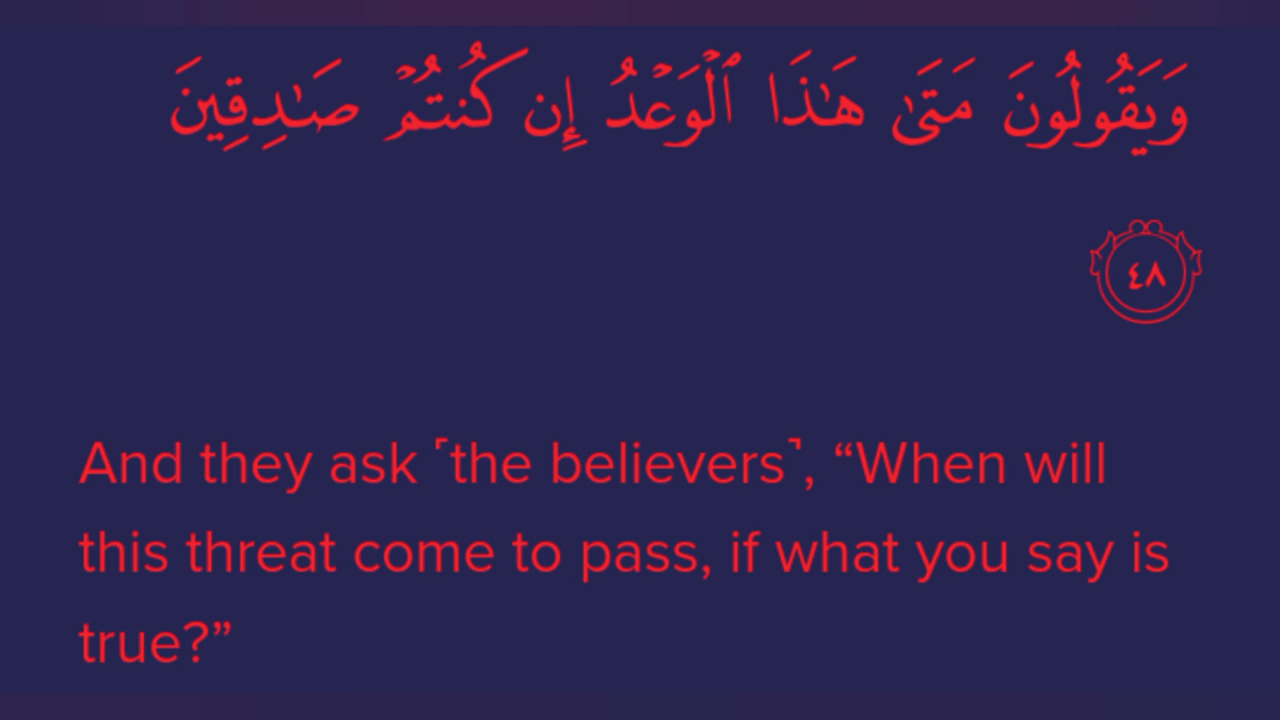 وَيَقُولُونَ مَتَىٰ هَـٰذَا ٱلْوَعْدُ إِن كُنتُمْ صَـٰدِقِينَ
٤٨
And they ask ˹the believers˺, “When will
this threat come to pass, if what you say is
true?”